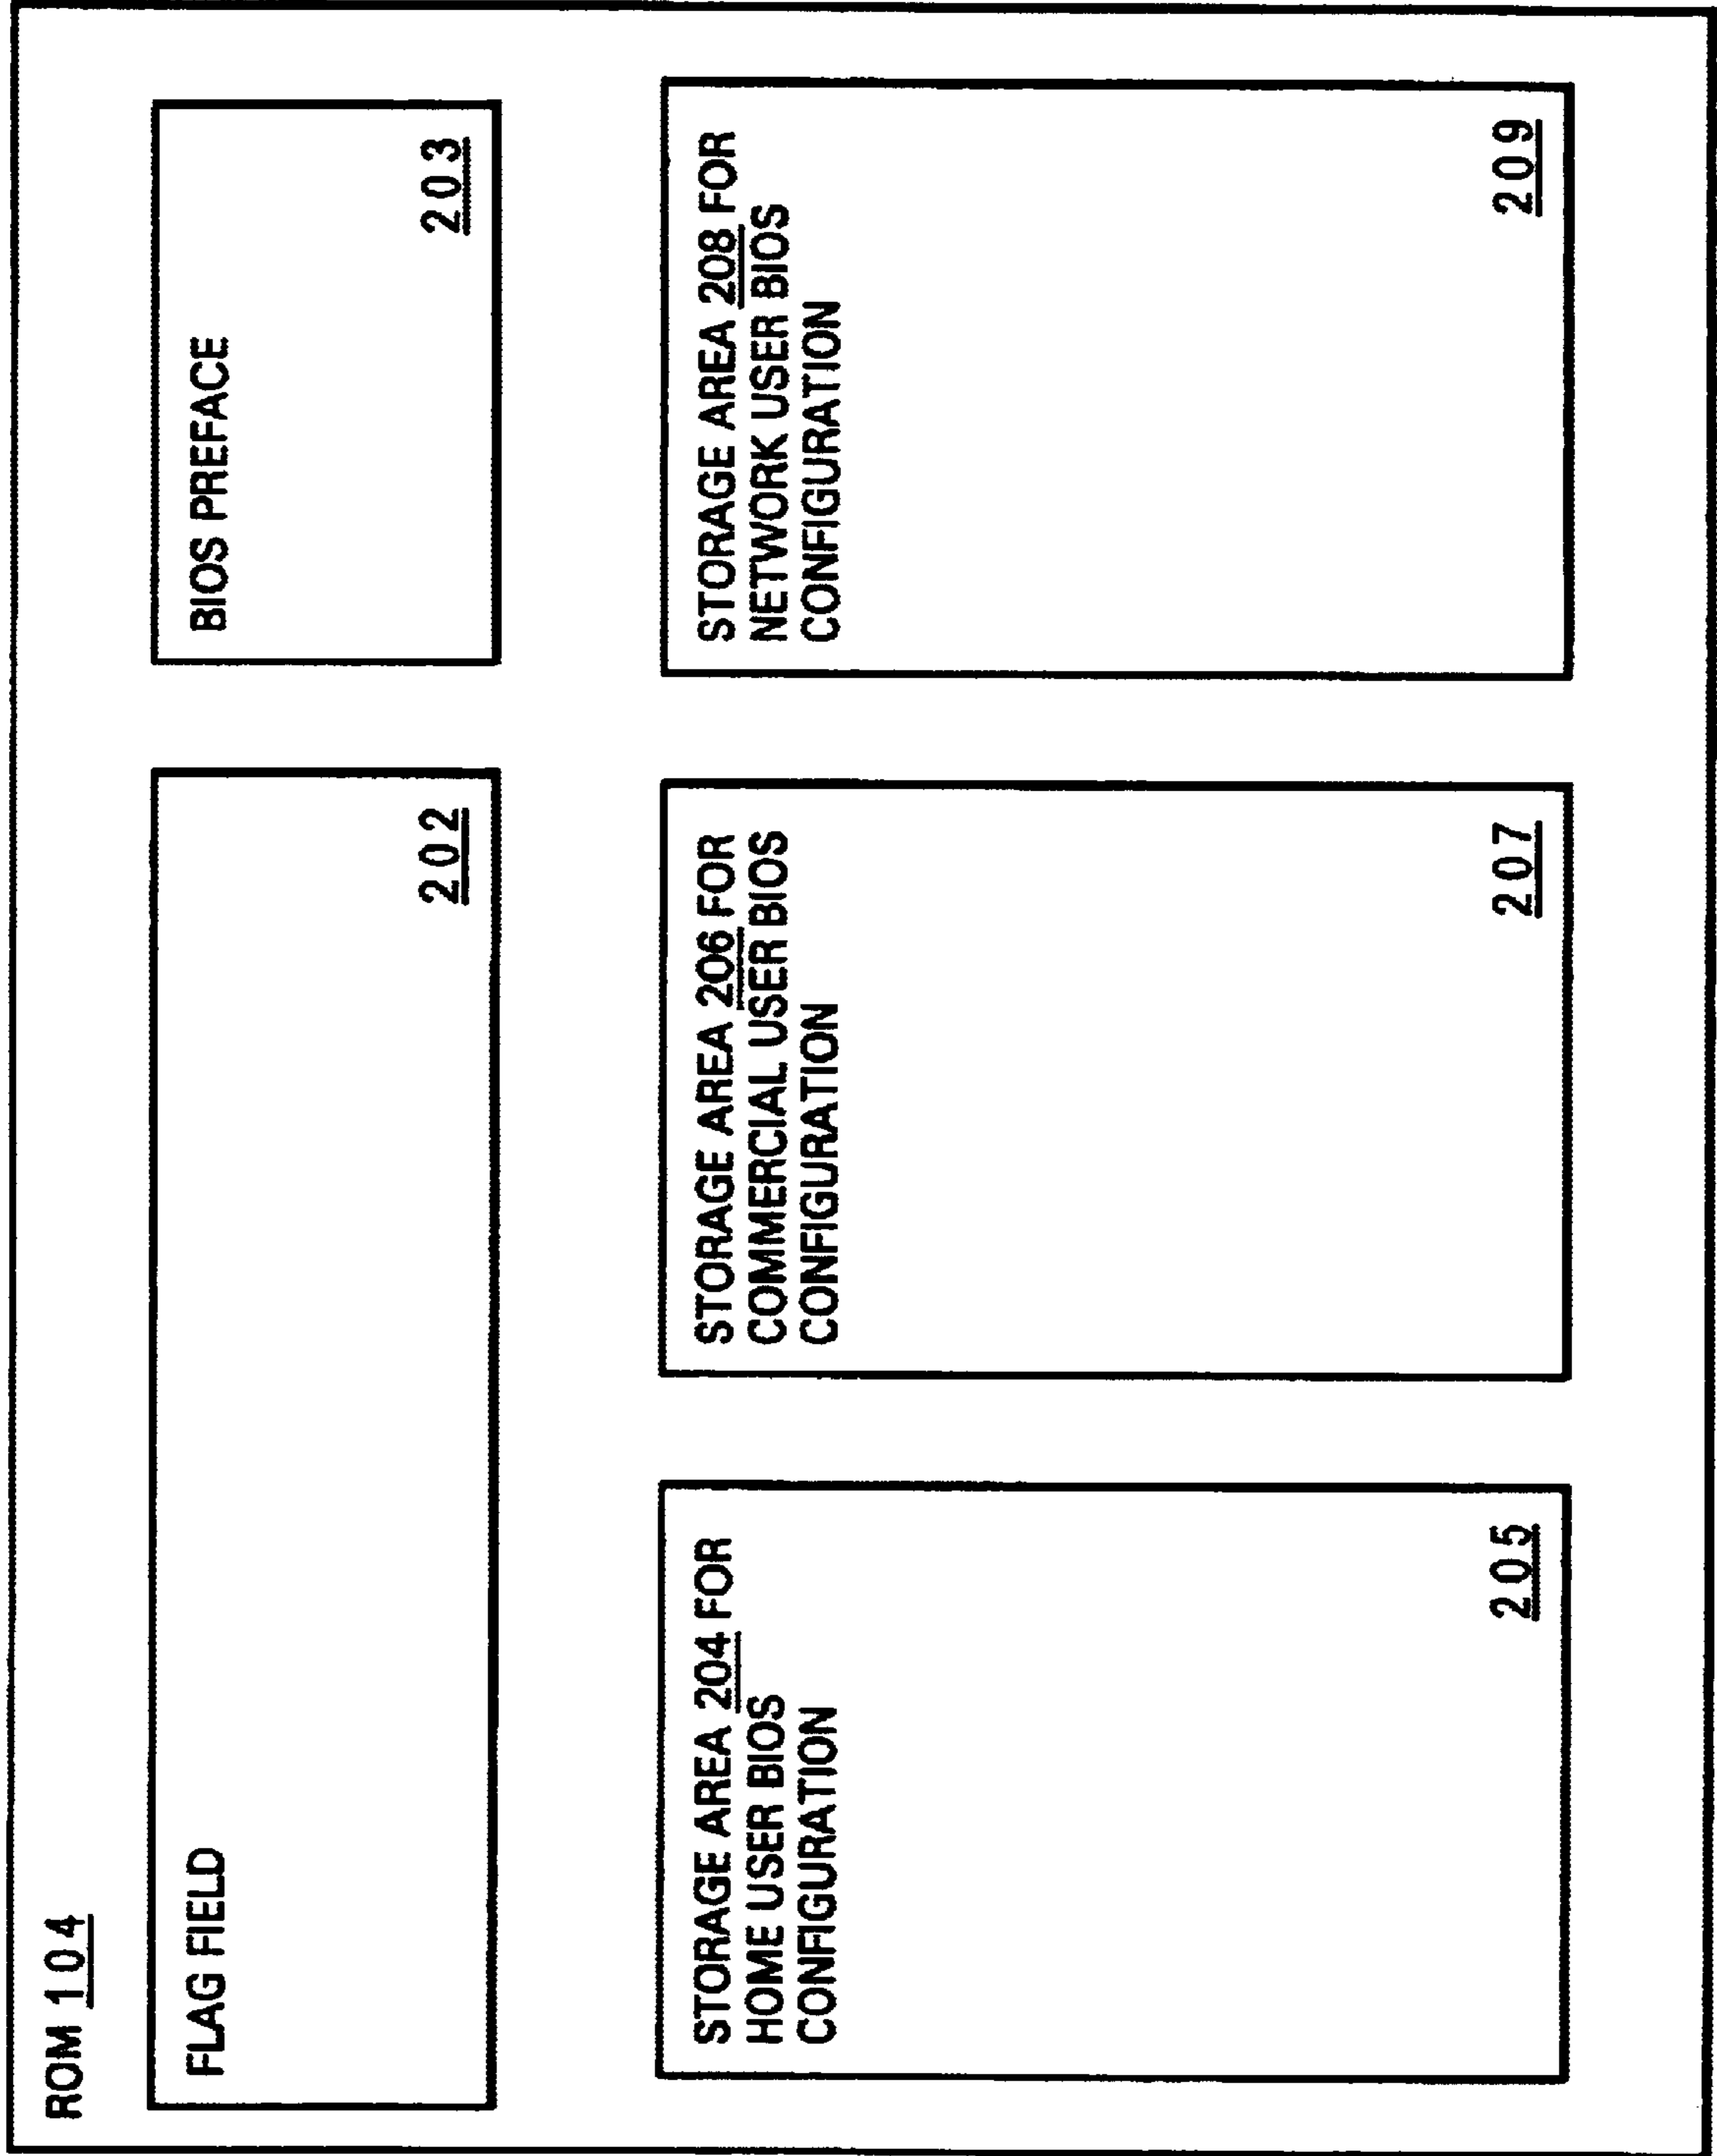 ROM 104
FLAG FIELD
202
BIOS PREFACE
203
STORAGE AREA 204 FOR
HOME USER BIOS
CONFIGURATION
205
STORAGE AREA 206 FOR
COMMERCIAL USER BIOS
CONFIGURATION
207
STORAGE AREA 208 FOR
NETWORK USER BIOS
CONFIGURATION
209